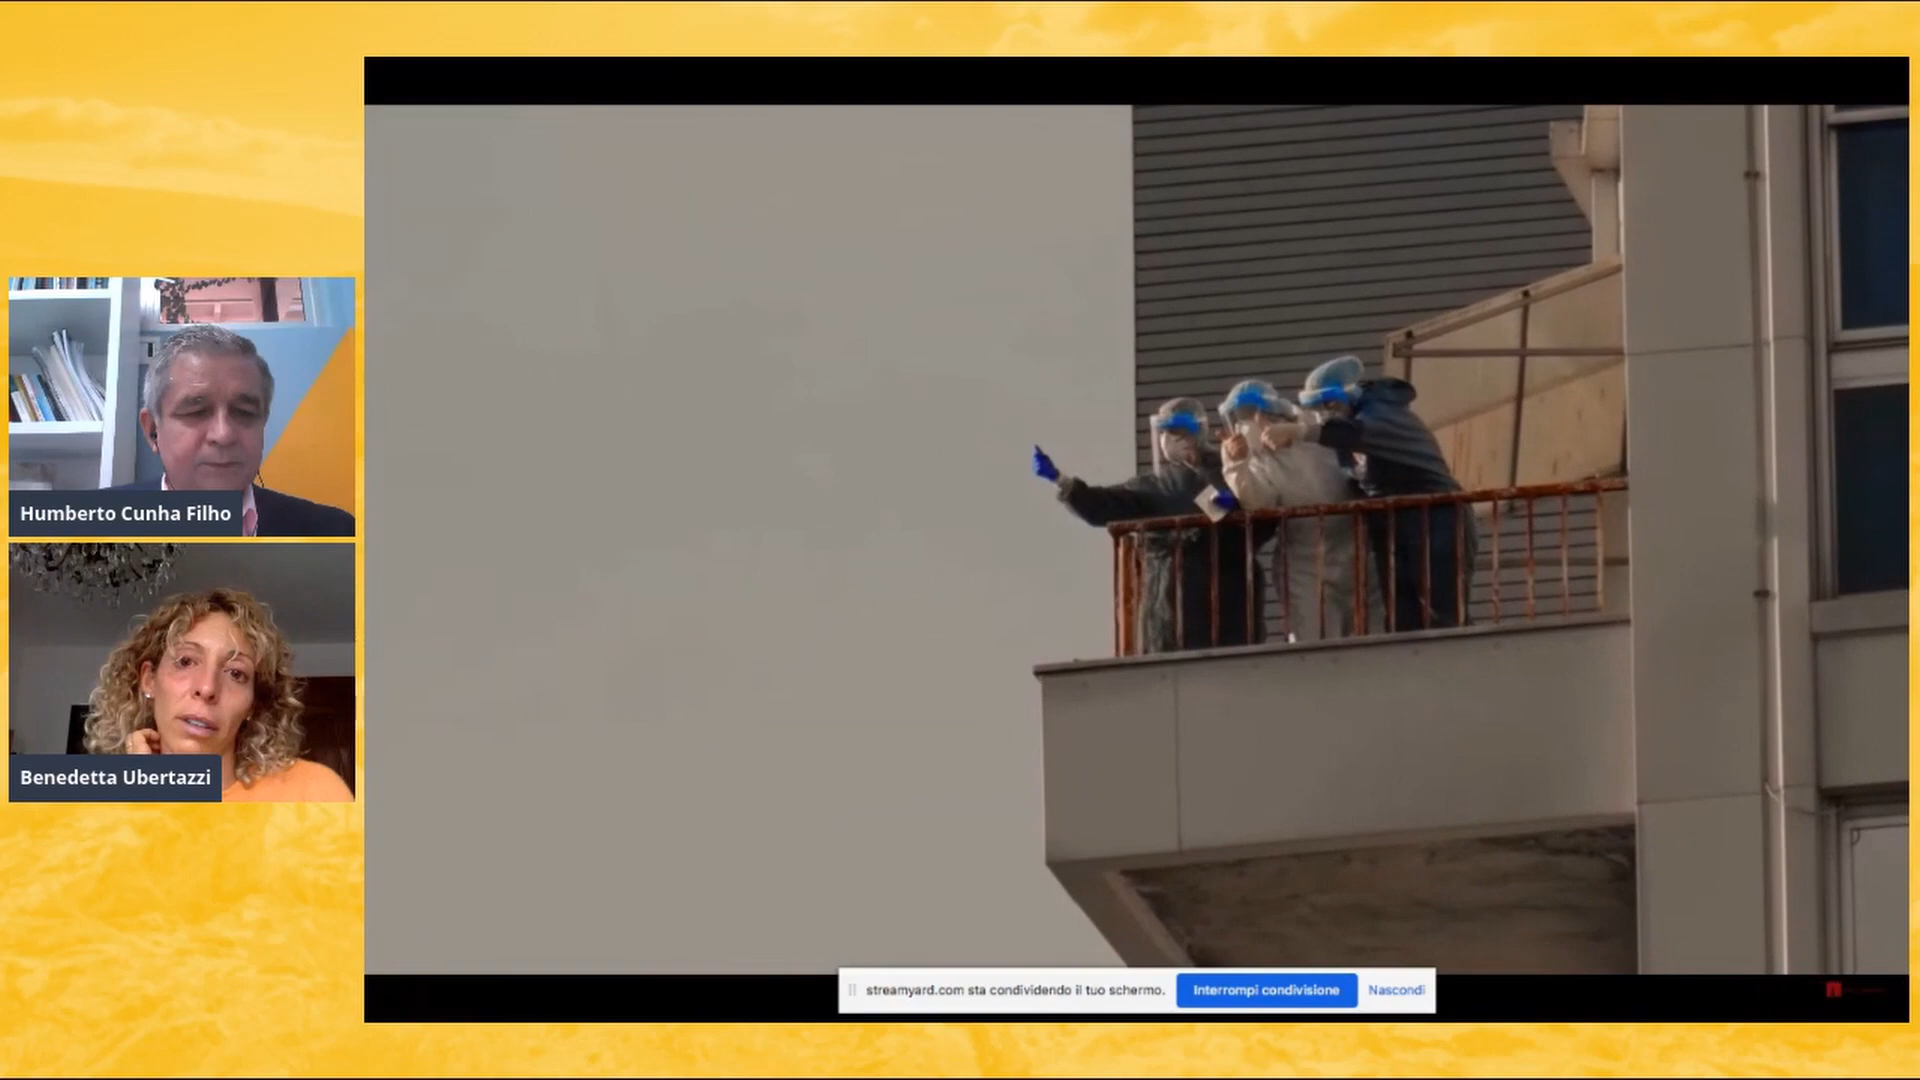 Humberto Cunha Filho
Benedetta Ubertazzi
streamyard.com sta condividendo il tuo schermo.
Interrompi condivisione
Nascondi